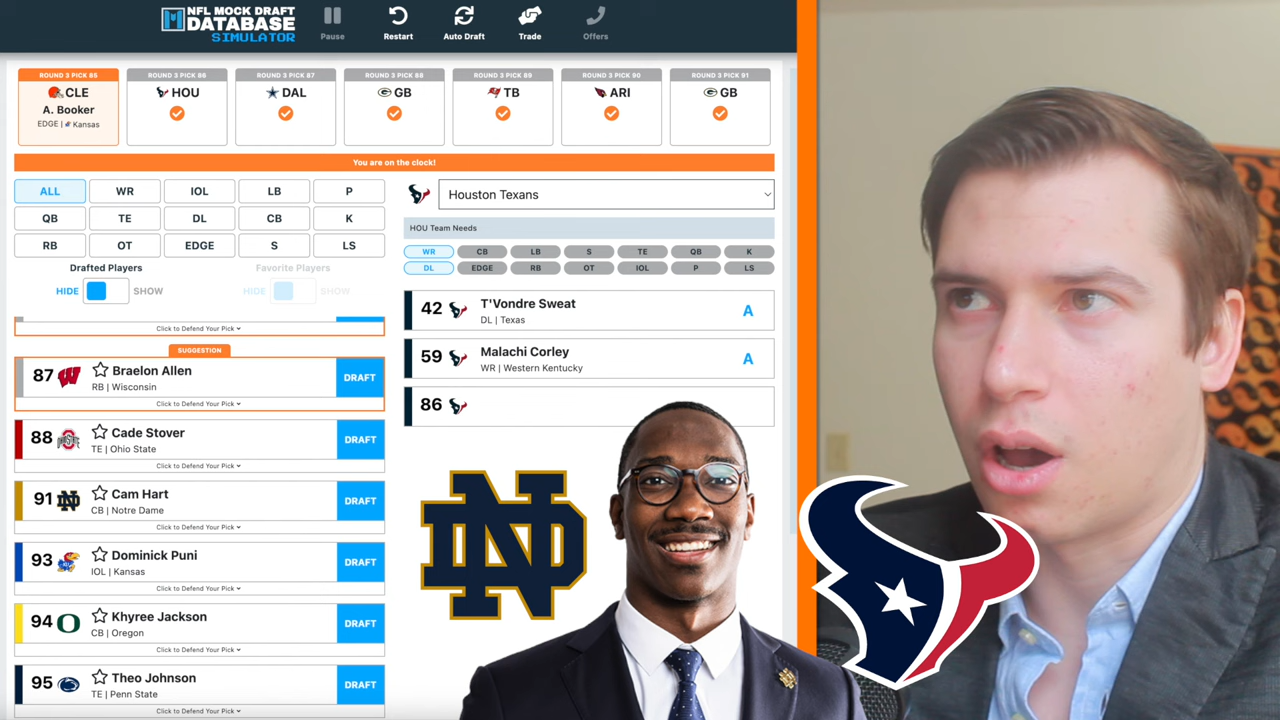 NFL MOCK DRAFT
DATABASE
SIMULATOR
Pause
Restart
Auto Draft
Trade
Offers
ROUND 3 PICK 85
CLE
A. Booker
EDGE | Kansas
ROUND 3 PICK 86
HOU
ROUND 3 PICK 87
DAL
ROUND 3 PICK 88
GB
ROUND 3 PICK 89
TB
ROUND 3 PICK 90
ARI
ROUND 3 PICK 91
GB
You are on the clock!
ALL WR IOL LB P
QB TE DL CB K
RB OT EDGE S LS
Drafted Players
HIDE SHOW
Favorite Players
HIDE SHOW
Click to Defend Your Pick
SUGGESTION
87 Braelon Allen
RB | Wisconsin
DRAFT
Click to Defend Your Pick
88 Cade Stover
TE | Ohio State
DRAFT
Click to Defend Your Pick
91 Cam Hart
CB | Notre Dame
DRAFT
Click to Defend Your Pick
93 Dominick Puni
IOL | Kansas
DRAFT
Click to Defend Your Pick
94 Khyree Jackson
CB | Oregon
DRAFT
Click to Defend Your Pick
95 Theo Johnson
TE | Penn State
DRAFT
Click to Defend Your Pick
Houston Texans
HOU Team Needs
WR CB LB S TE QB K
DL EDGE RB OT IOL P LS
42 T'Vondre Sweat
DL | Texas
A
59 Malachi Corley
WR | Western Kentucky
A
86
ND